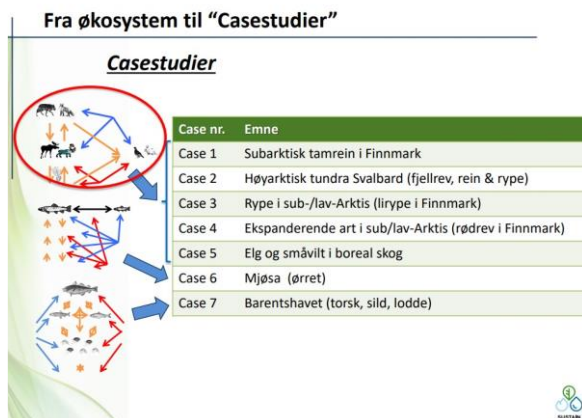 Fra økosystem til “Casestudier”
Casestudier
Case nr. Emne
Case 1 Subarktisk tamrein i Finnmark
Case 2 Høyarktisk tundra Svalbard (fjellrev, rein & rype)
Case 3 Rype i sub-/lav-Arktis (lirype i Finnmark)
Case 4 Ekspanderende art i sub/lav-Arktis (rødrev i Finnmark)
Case 5 Elg og småvilt i boreal skog
Case 6 Mjøsa (ørret)
Case 7 Barentshavet (torsk, sild, lodde)
SUSTAIN